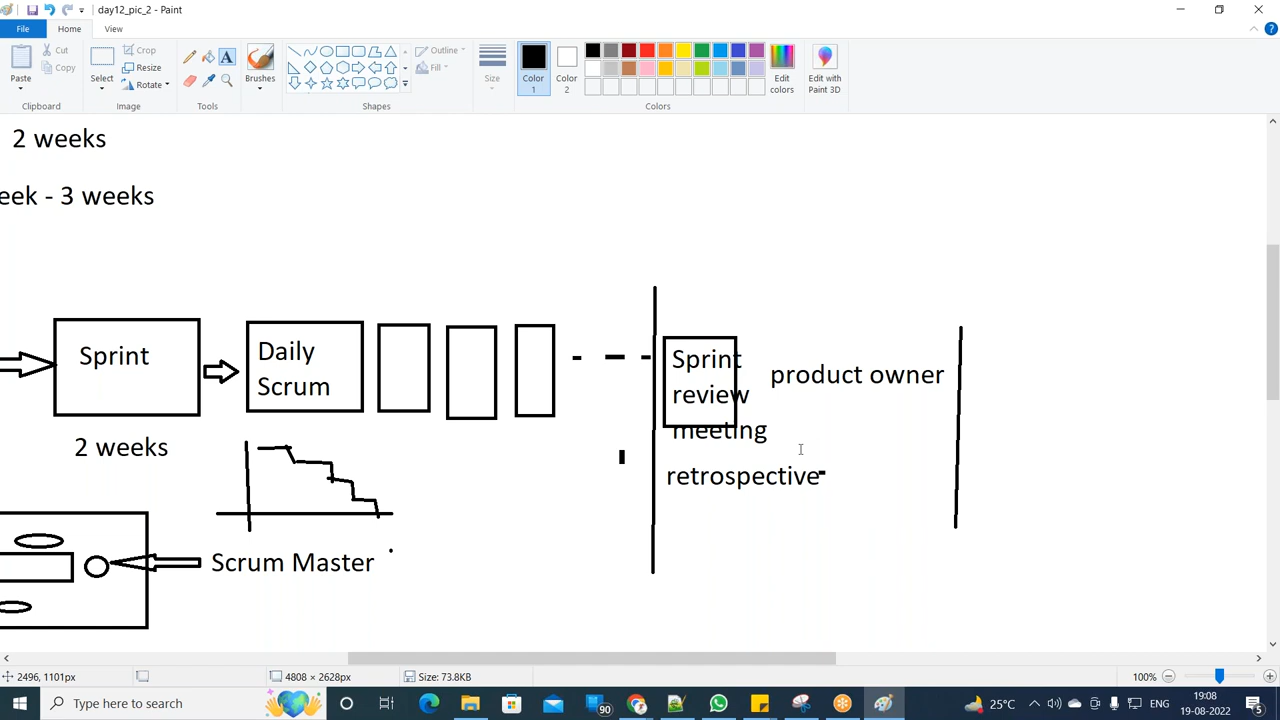 day12_pic_2 - Paint
File
Home
View
Paste
Cut
Copy
Clipboard
Select
Crop
Resize
Rotate
Image
Tools
Brushes
Shapes
Outline
Fill
Size
Color 1
Color 2
Colors
Edit colors
Edit with Paint 3D
2 weeks
eek - 3 weeks
Sprint
2 weeks
Daily
Scrum
Sprint
review
meeting
product owner
retrospective
Scrum Master
2496, 1101px
4808 × 2628px
Size: 73.8KB
100%
Type here to search
90
25°C
ENG
19:08
19-08-2022
5